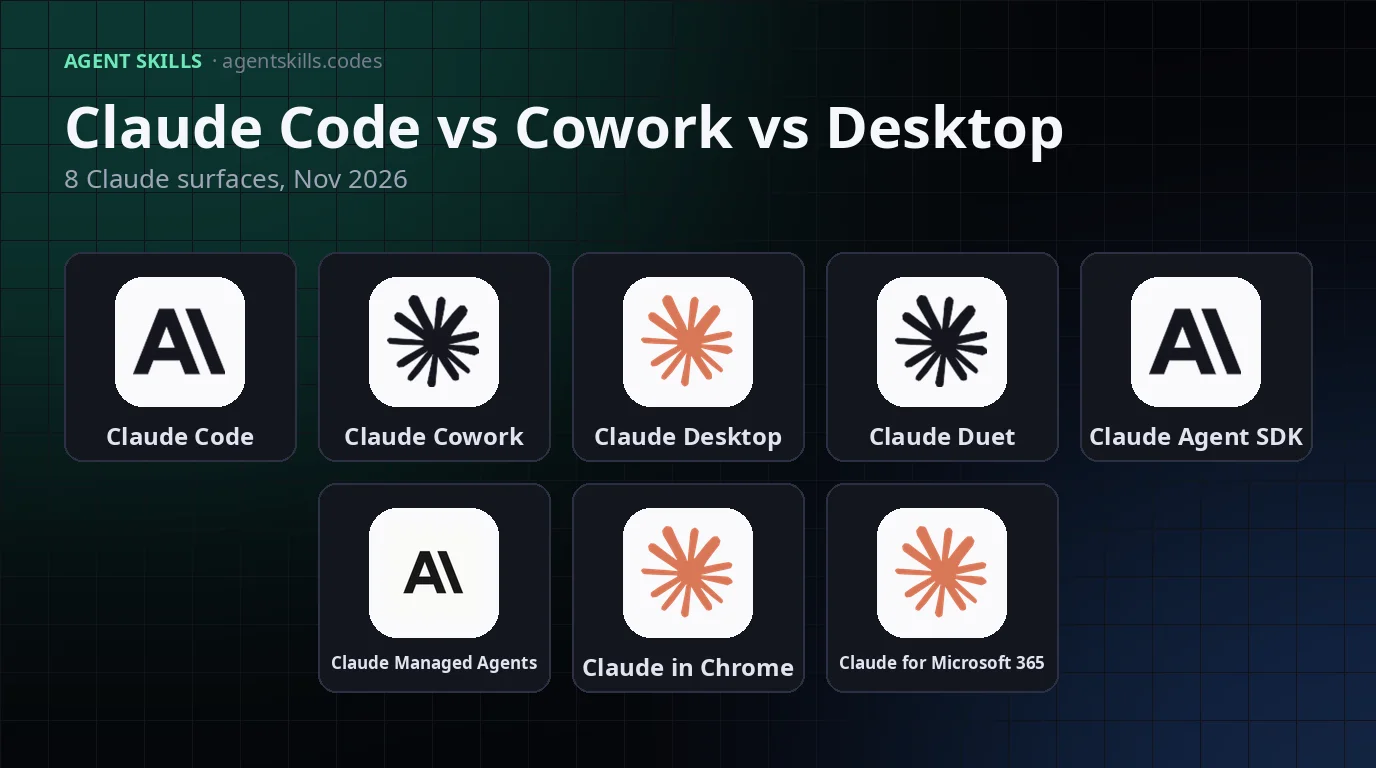 AGENT SKILLS · agentskills.codes
Claude Code vs Cowork vs Desktop
8 Claude surfaces, Nov 2026
Claude Code
Claude Cowork
Claude Desktop
Claude Duet
Claude Agent SDK
Claude Managed Agents
Claude in Chrome
Claude for Microsoft 365